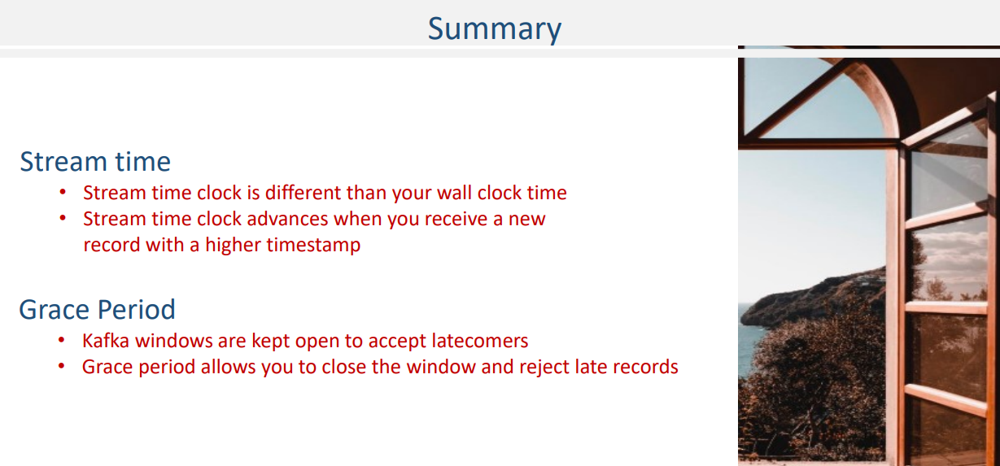 Summary
Stream time
• Stream time clock is different than your wall clock time
• Stream time clock advances when you receive a new
record with a higher timestamp
Grace Period
• Kafka windows are kept open to accept latecomers
• Grace period allows you to close the window and reject late records